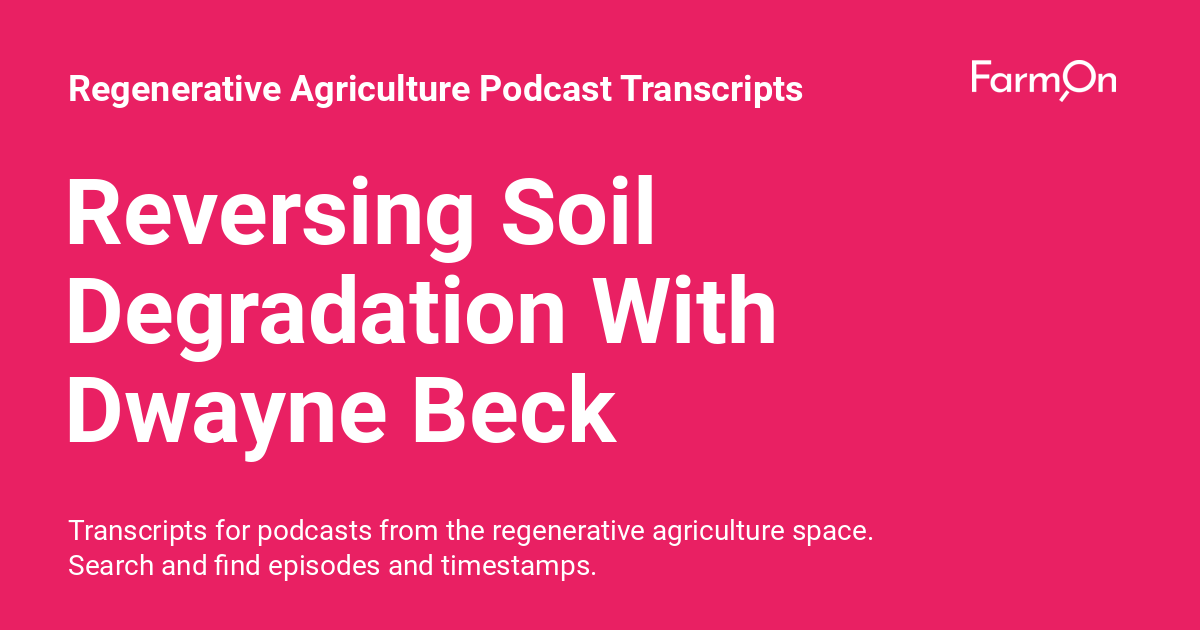 Regenerative Agriculture Podcast Transcripts
FarmOn
Reversing Soil
Degradation With
Dwayne Beck
Transcripts for podcasts from the regenerative agriculture space.
Search and find episodes and timestamps.